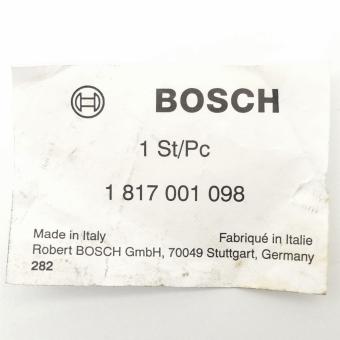 BOSCH
1 St/Pc
1 817 001 098
Made in Italy Fabriqué in Italie
Robert BOSCH GmbH, 70049 Stuttgart, Germany
282